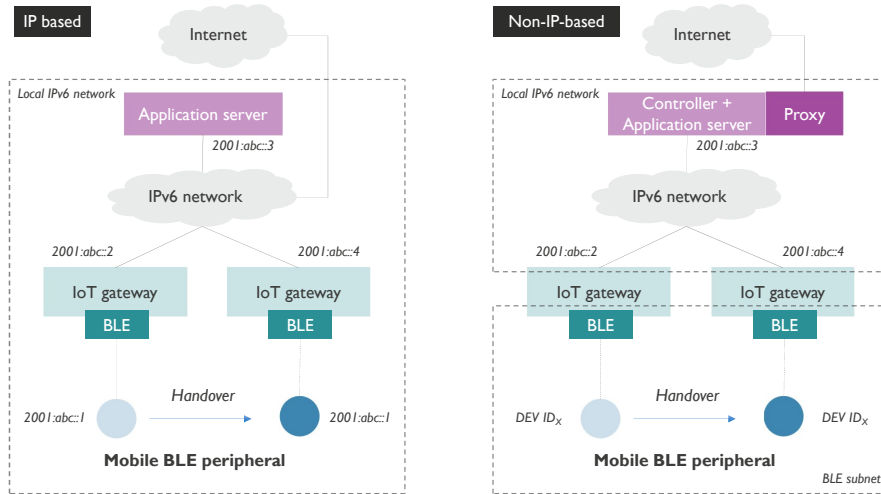 IP based
Internet
Local IPv6 network
Application server
2001:abc::3
IPv6 network
2001:abc::2
2001:abc::4
IoT gateway
IoT gateway
BLE
BLE
Handover
2001:abc::1
2001:abc::1
Mobile BLE peripheral
Non-IP-based
Internet
Local IPv6 network
Controller +
Application server
Proxy
2001:abc::3
IPv6 network
2001:abc::2
2001:abc::4
IoT gateway
IoT gateway
BLE
BLE
Handover
DEV IDX
DEV IDX
Mobile BLE peripheral
BLE subnet